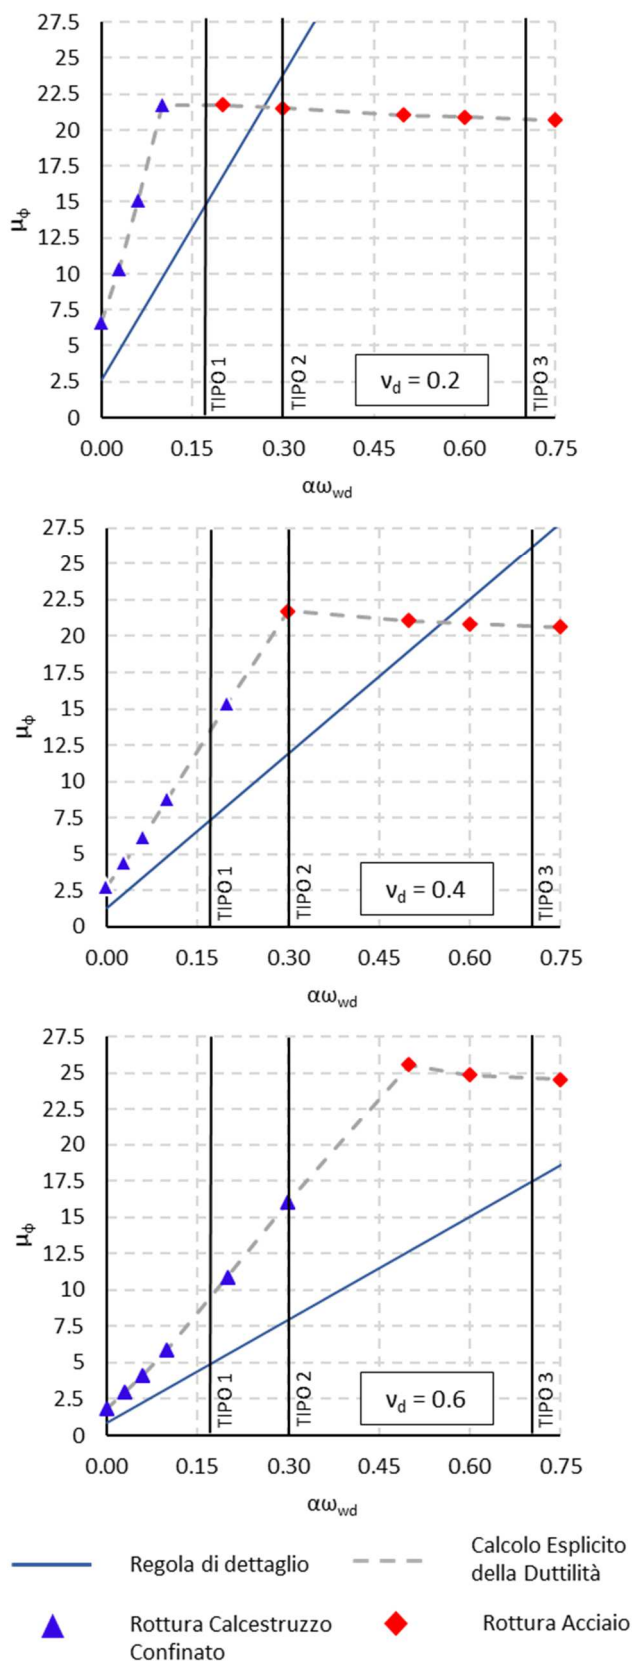 27.5
25
22.5
20
17.5
15
12.5
10
7.5
5
2.5
0
μϕ
TIPO 1
TIPO 2
νd = 0.2
TIPO 3
0.00 0.15 0.30 0.45 0.60 0.75
αωwd
27.5
25
22.5
20
17.5
15
12.5
10
7.5
5
2.5
0
μϕ
TIPO 1
TIPO 2
νd = 0.4
TIPO 3
0.00 0.15 0.30 0.45 0.60 0.75
αωwd
27.5
25
22.5
20
17.5
15
12.5
10
7.5
5
2.5
0
μϕ
TIPO 1
TIPO 2
νd = 0.6
TIPO 3
0.00 0.15 0.30 0.45 0.60 0.75
αωwd
Regola di dettaglio
Calcolo Esplicito
della Duttilità
Rottura Calcestruzzo
Confinato
Rottura Acciaio